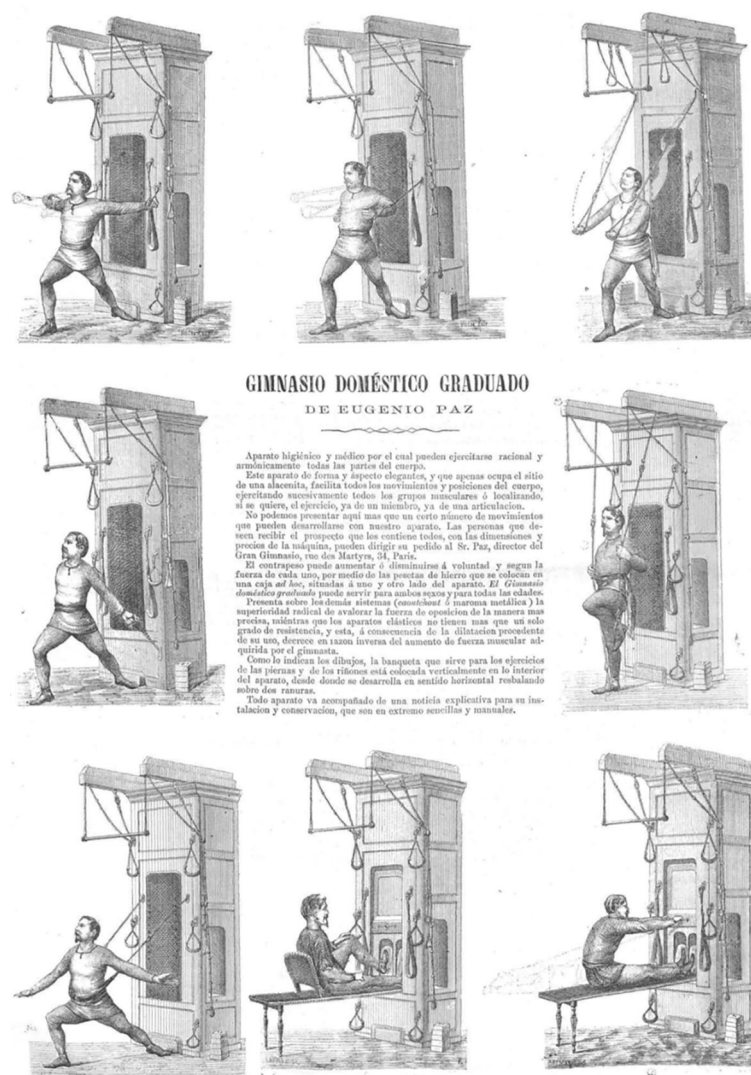 GIMNASIO DOMÉSTICO GRADUADO
DE EUGENIO PAZ
Aparato higiénico y médico por el cual pueden ejercitarse racional y
armónicamente todas las partes del cuerpo.
Este aparato de forma y aspecto elegantes, y que apenas ocupa el sitio
de una alacenita, facilita todos los movimientos y posiciones del cuerpo,
ejercitando sucesivamente todos los grupos musculares ó localizando,
si se quiere, el ejercicio, ya de un miembro, ya de una articulacion.
No podemos presentar aquí mas que un corto número de movimientos
que pueden desarrollarse con nuestro aparato. Las personas que de-
seen recibir el prospecto que los contiene todos, con las dimensiones y
precios de la máquina, pueden dirigir su pedido al Sr. Paz, director del
Gran Gimnasio, rue des Martyrs, 34, Paris.
El contrapeso puede aumentar ó disminuirse á voluntad y segun la
fuerza de cada uno, por medio de las pesetas de hierro que se colocan en
una caja ad hoc, situadas á uno y otro lado del aparato. El Gimnasio
doméstico graduado puede servir para ambos sexos y para todas las edades.
Presenta sobre los demás sistemas (caoutchout ó maroma metálica) la
superioridad radical de avalorar la fuerza de oposicion de la manera mas
precisa, miéntras que los aparatos elásticos no tienen mas que un solo
grado de resistencia, y esta, á consecuencia de la dilatacion procedente
de su uso, decrece en razon inversa del aumento de fuerza muscular ad-
quirida por el gimnasta.
Como lo indican los dibujos, la banqueta que sirve para los ejercicios
de las piernas y de los riñones está colocada verticalmente en lo interior
del aparato, desde donde se desarrolla en sentido horizontal resbalando
sobre dos ranuras.
Todo aparato va acompañado de una noticia explicativa para su ins-
talacion y conservacion, que son en extremo sencillas y manuales.